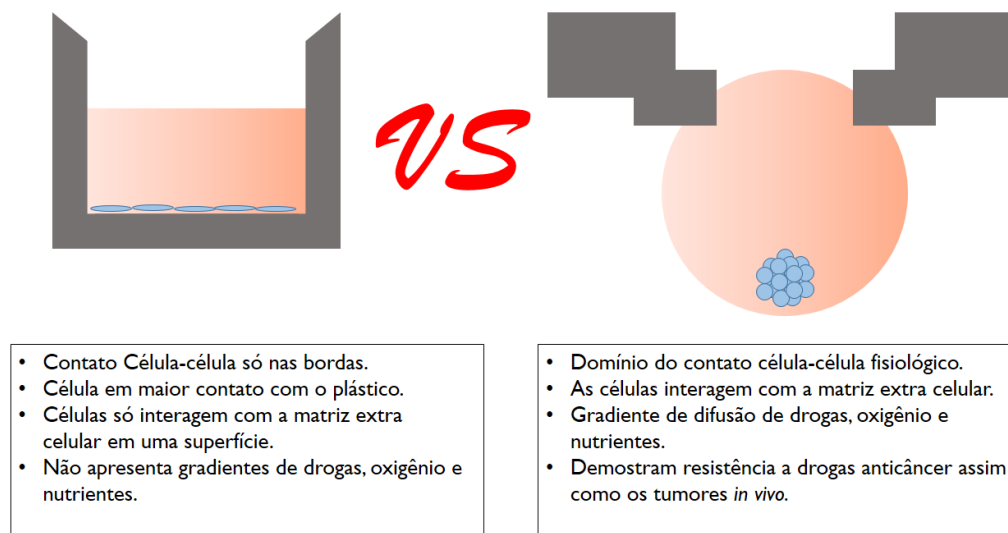 VS
• Contato Célula-célula só nas bordas.
• Célula em maior contato com o plástico.
• Células só interagem com a matriz extra
celular em uma superfície.
• Não apresenta gradientes de drogas, oxigênio e
nutrientes.
• Domínio do contato célula-célula fisiológico.
• As células interagem com a matriz extra celular.
• Gradiente de difusão de drogas, oxigênio e
nutrientes.
• Demostram resistência a drogas anticâncer assim
como os tumores in vivo.